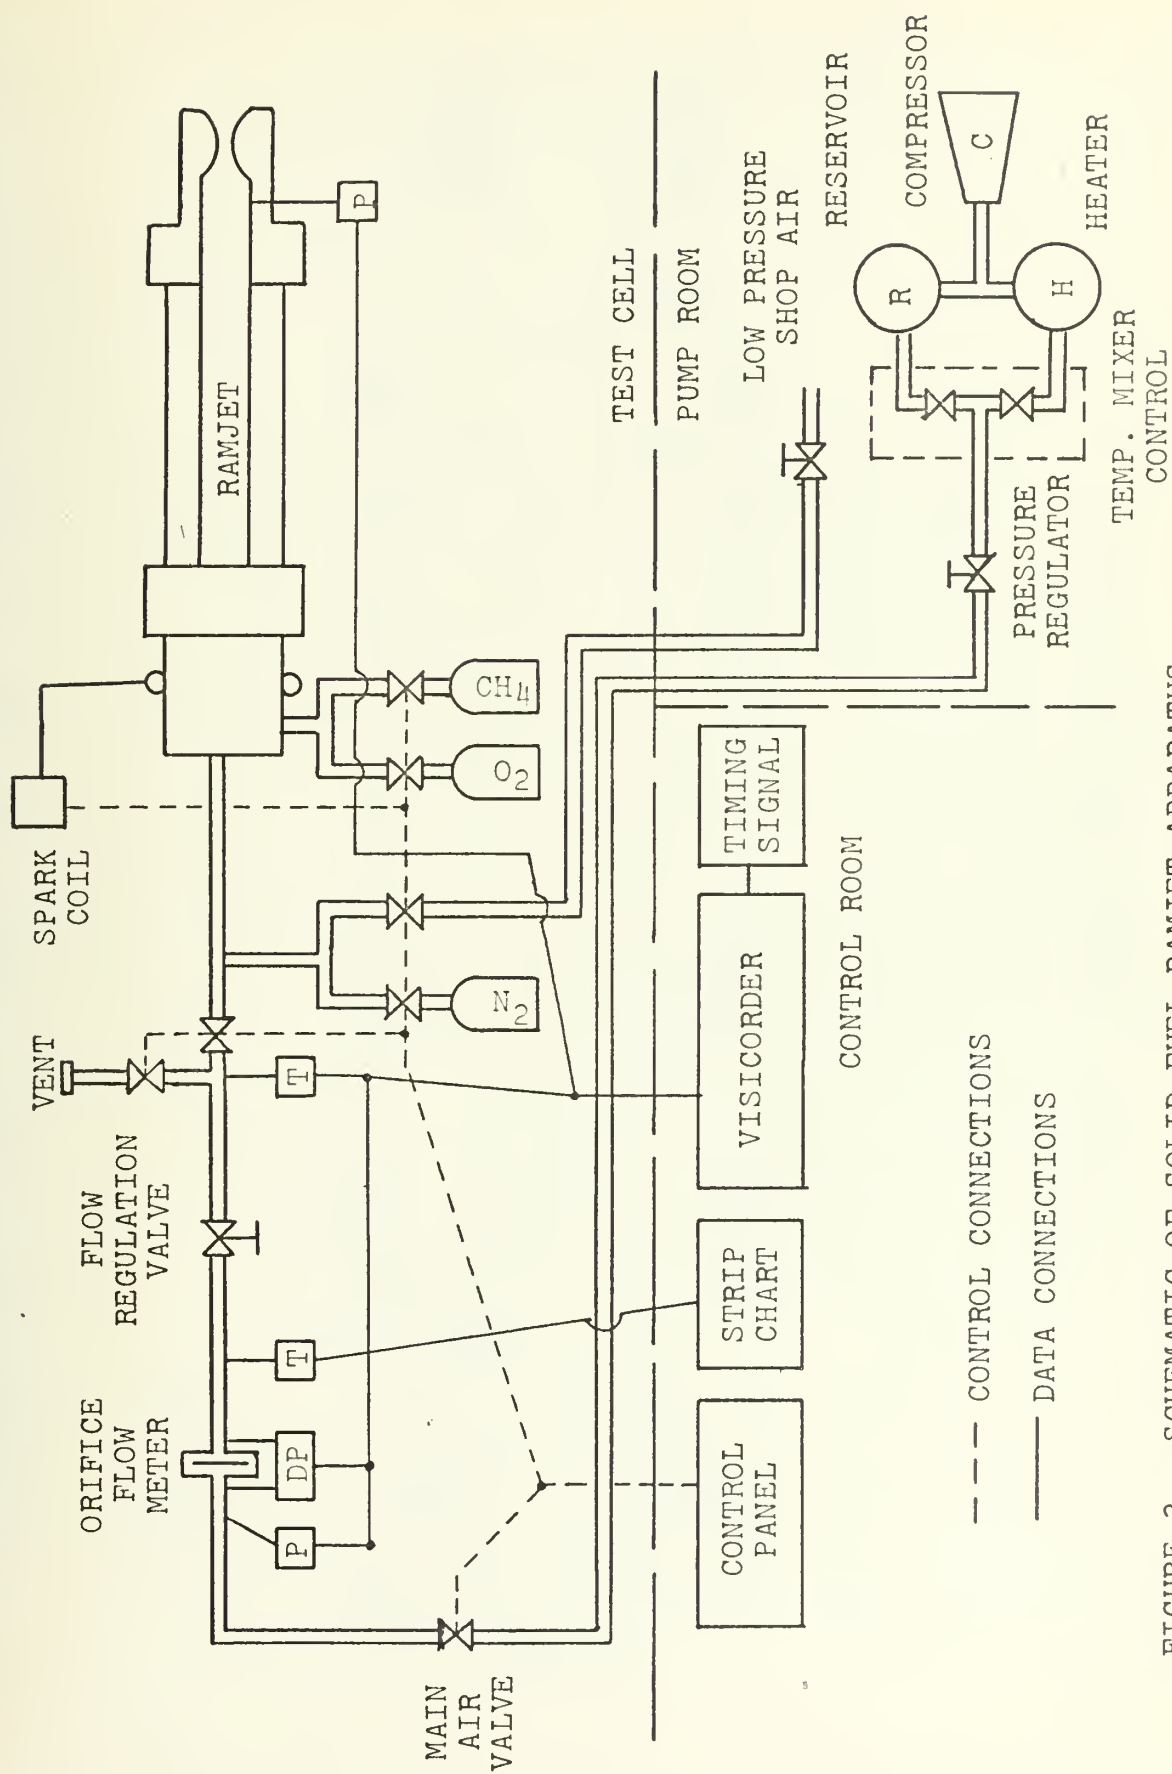 SPARK
COIL
VENT
FLOW
REGULATION
VALVE
ORIFICE
FLOW
METER
MAIN
AIR
VALVE
RAMJET
P
CH4
O2
N2
T
T
DP
P
TEST CELL
PUMP ROOM
LOW PRESSURE
SHOP AIR
RESERVOIR
COMPRESSOR
HEATER
R
C
H
TEMP. MIXER
CONTROL
PRESSURE
REGULATOR
TIMING
SIGNAL
VISICORDER
STRIP
CHART
CONTROL
PANEL
CONTROL ROOM
CONTROL CONNECTIONS
DATA CONNECTIONS
SCHEMATIC OF SOLID FUEL RAMJET APPARATUS